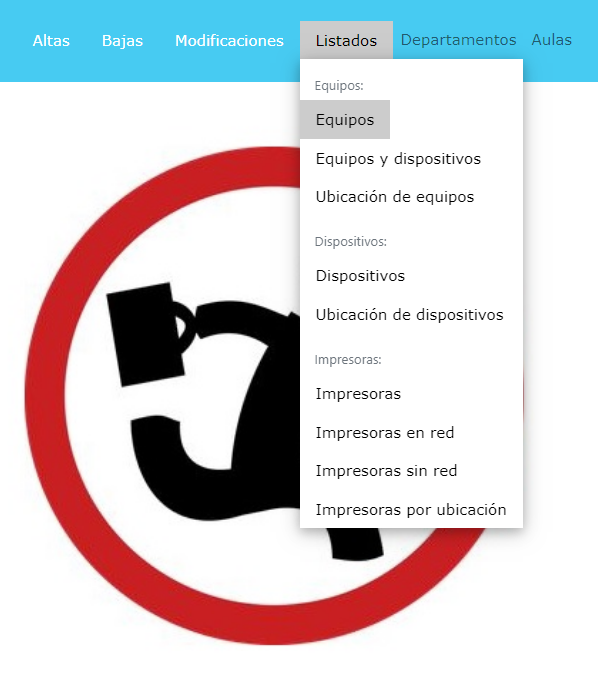 Altas Bajas Modificaciones Listados Departamentos Aulas
Equipos:
Equipos
Equipos y dispositivos
Ubicación de equipos
Dispositivos:
Dispositivos
Ubicación de dispositivos
Impresoras:
Impresoras
Impresoras en red
Impresoras sin red
Impresoras por ubicación